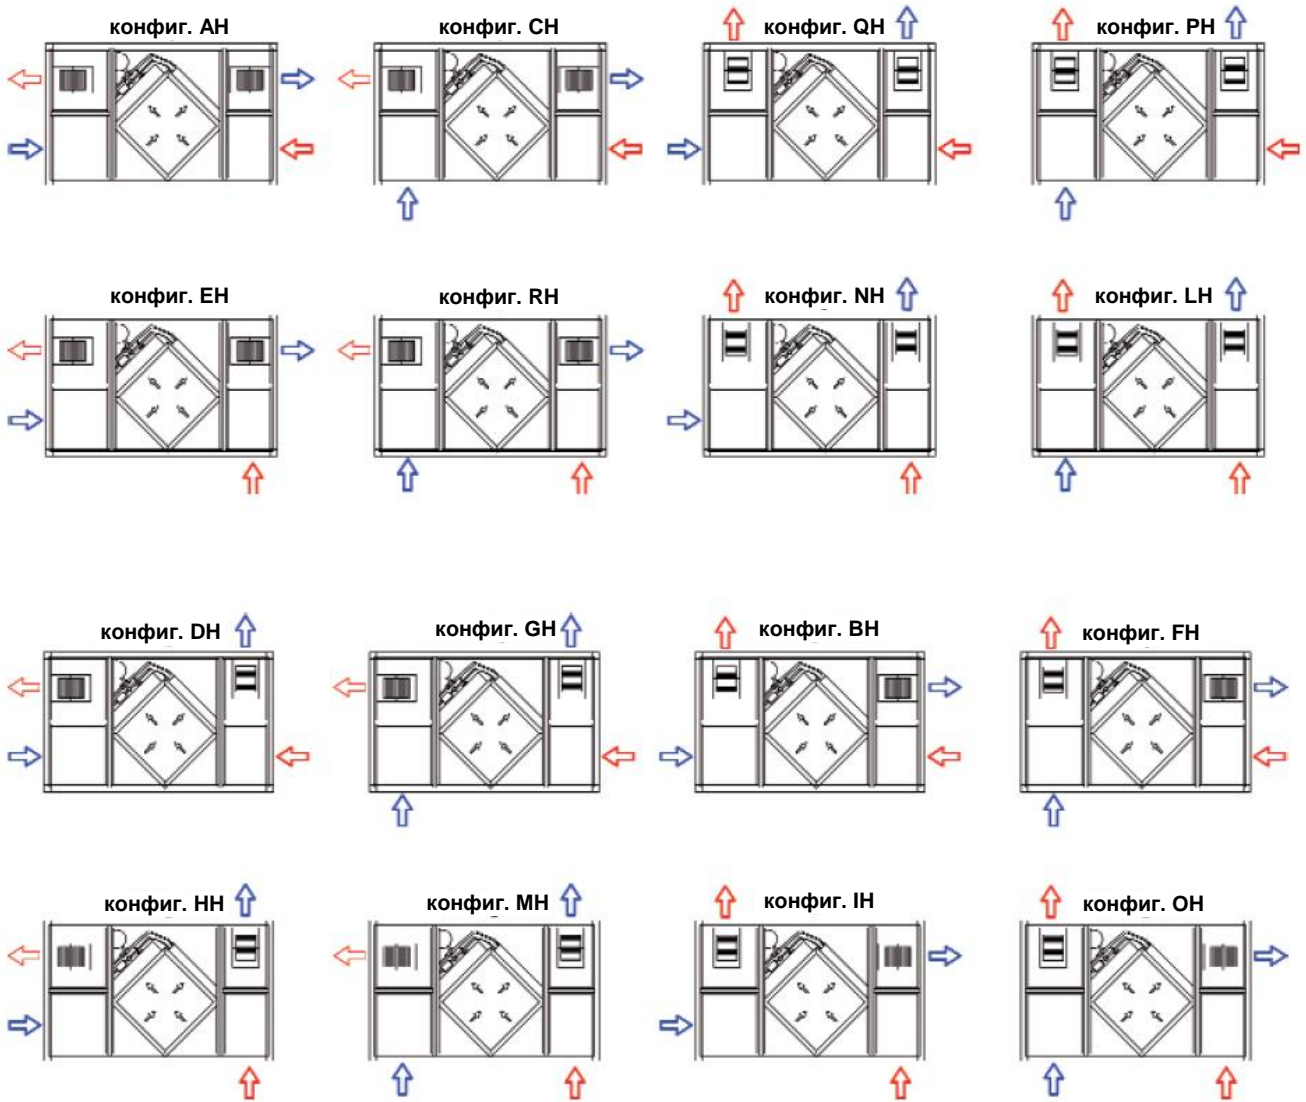 конфиг. AH
конфиг. CH
конфиг. QH
конфиг. PH
конфиг. EH
конфиг. RH
конфиг. NH
конфиг. LH
конфиг. DH
конфиг. GH
конфиг. BH
конфиг. FH
конфиг. HH
конфиг. MH
конфиг. IH
конфиг. OH